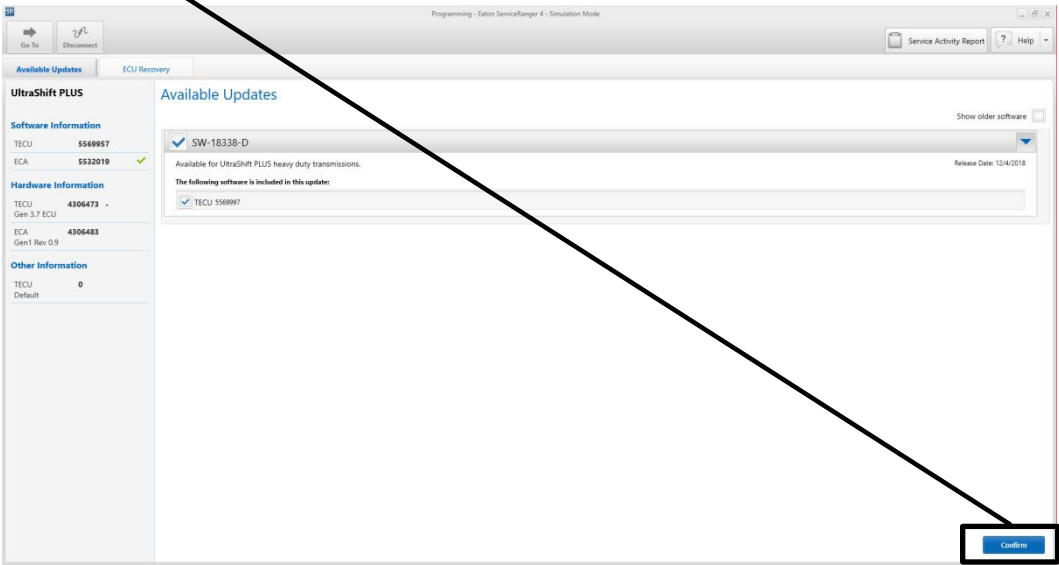 SR
Programming - Eaton ServiceRanger 4 - Simulation Mode
Go To
Disconnect
Service Activity Report
? Help
Available Updates
ECU Recovery
UltraShift PLUS
Available Updates
Show older software
Software Information
TECU 5569957
SW-18338-D
ECA 5532019
Available for UltraShift PLUS heavy duty transmissions.
Release Date: 12/4/2018
The following software is included in this update:
Hardware Information
TECU 5569997
TECU 4306473 -
Gen 3.7 ECU
ECA 4306483
Gen1 Rev 0.9
Other Information
TECU 0
Default
Confirm